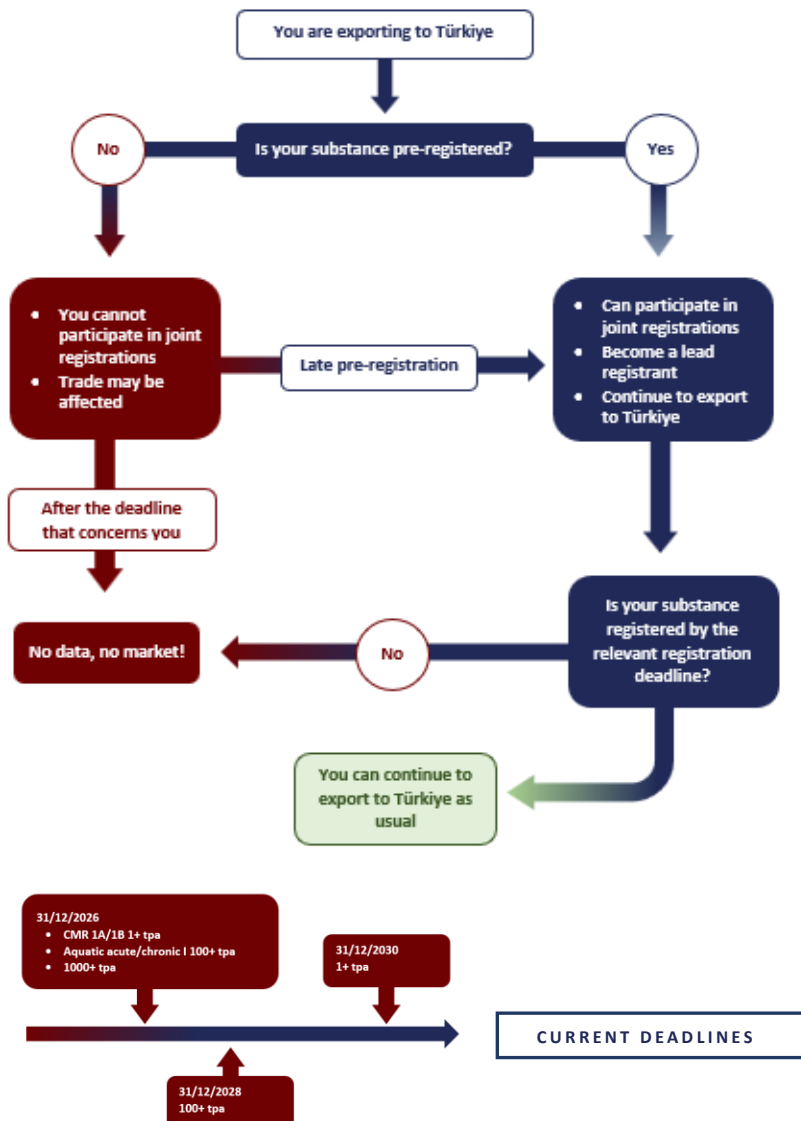 You are exporting to Türkiye
No
Is your substance pre-registered?
Yes
• You cannot
participate in joint
registrations
• Trade may be
affected
Late pre-registration
• Can participate in
joint registrations
• Become a lead
registrant
• Continue to export
to Türkiye
After the deadline
that concerns you
No data, no market!
No
Is your substance
registered by the
relevant registration
deadline?
You can continue to
export to Türkiye as
usual
31/12/2026
• CMR 1A/1B 1+ tpa
• Aquatic acute/chronic I 100+ tpa
• 1000+ tpa
31/12/2030
1+ tpa
CURRENT DEADLINES
31/12/2028
100+ tpa